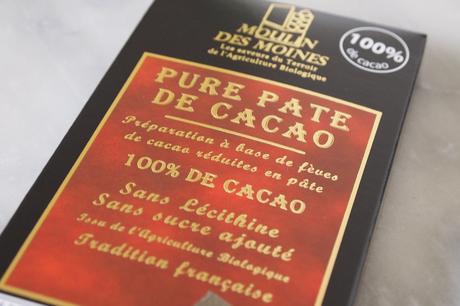 MOULIN
DES MOINES
Les saveurs du Terroir
de l'Agriculture Biologique
100%
de cacao
PURE PATE
DE CACAO
Préparation à base de fèves
de cacao réduites en pâte
100% DE CACAO
Sans Lécithine
Sans sucre ajouté
Issu de l'Agriculture Biologique
Tradition française